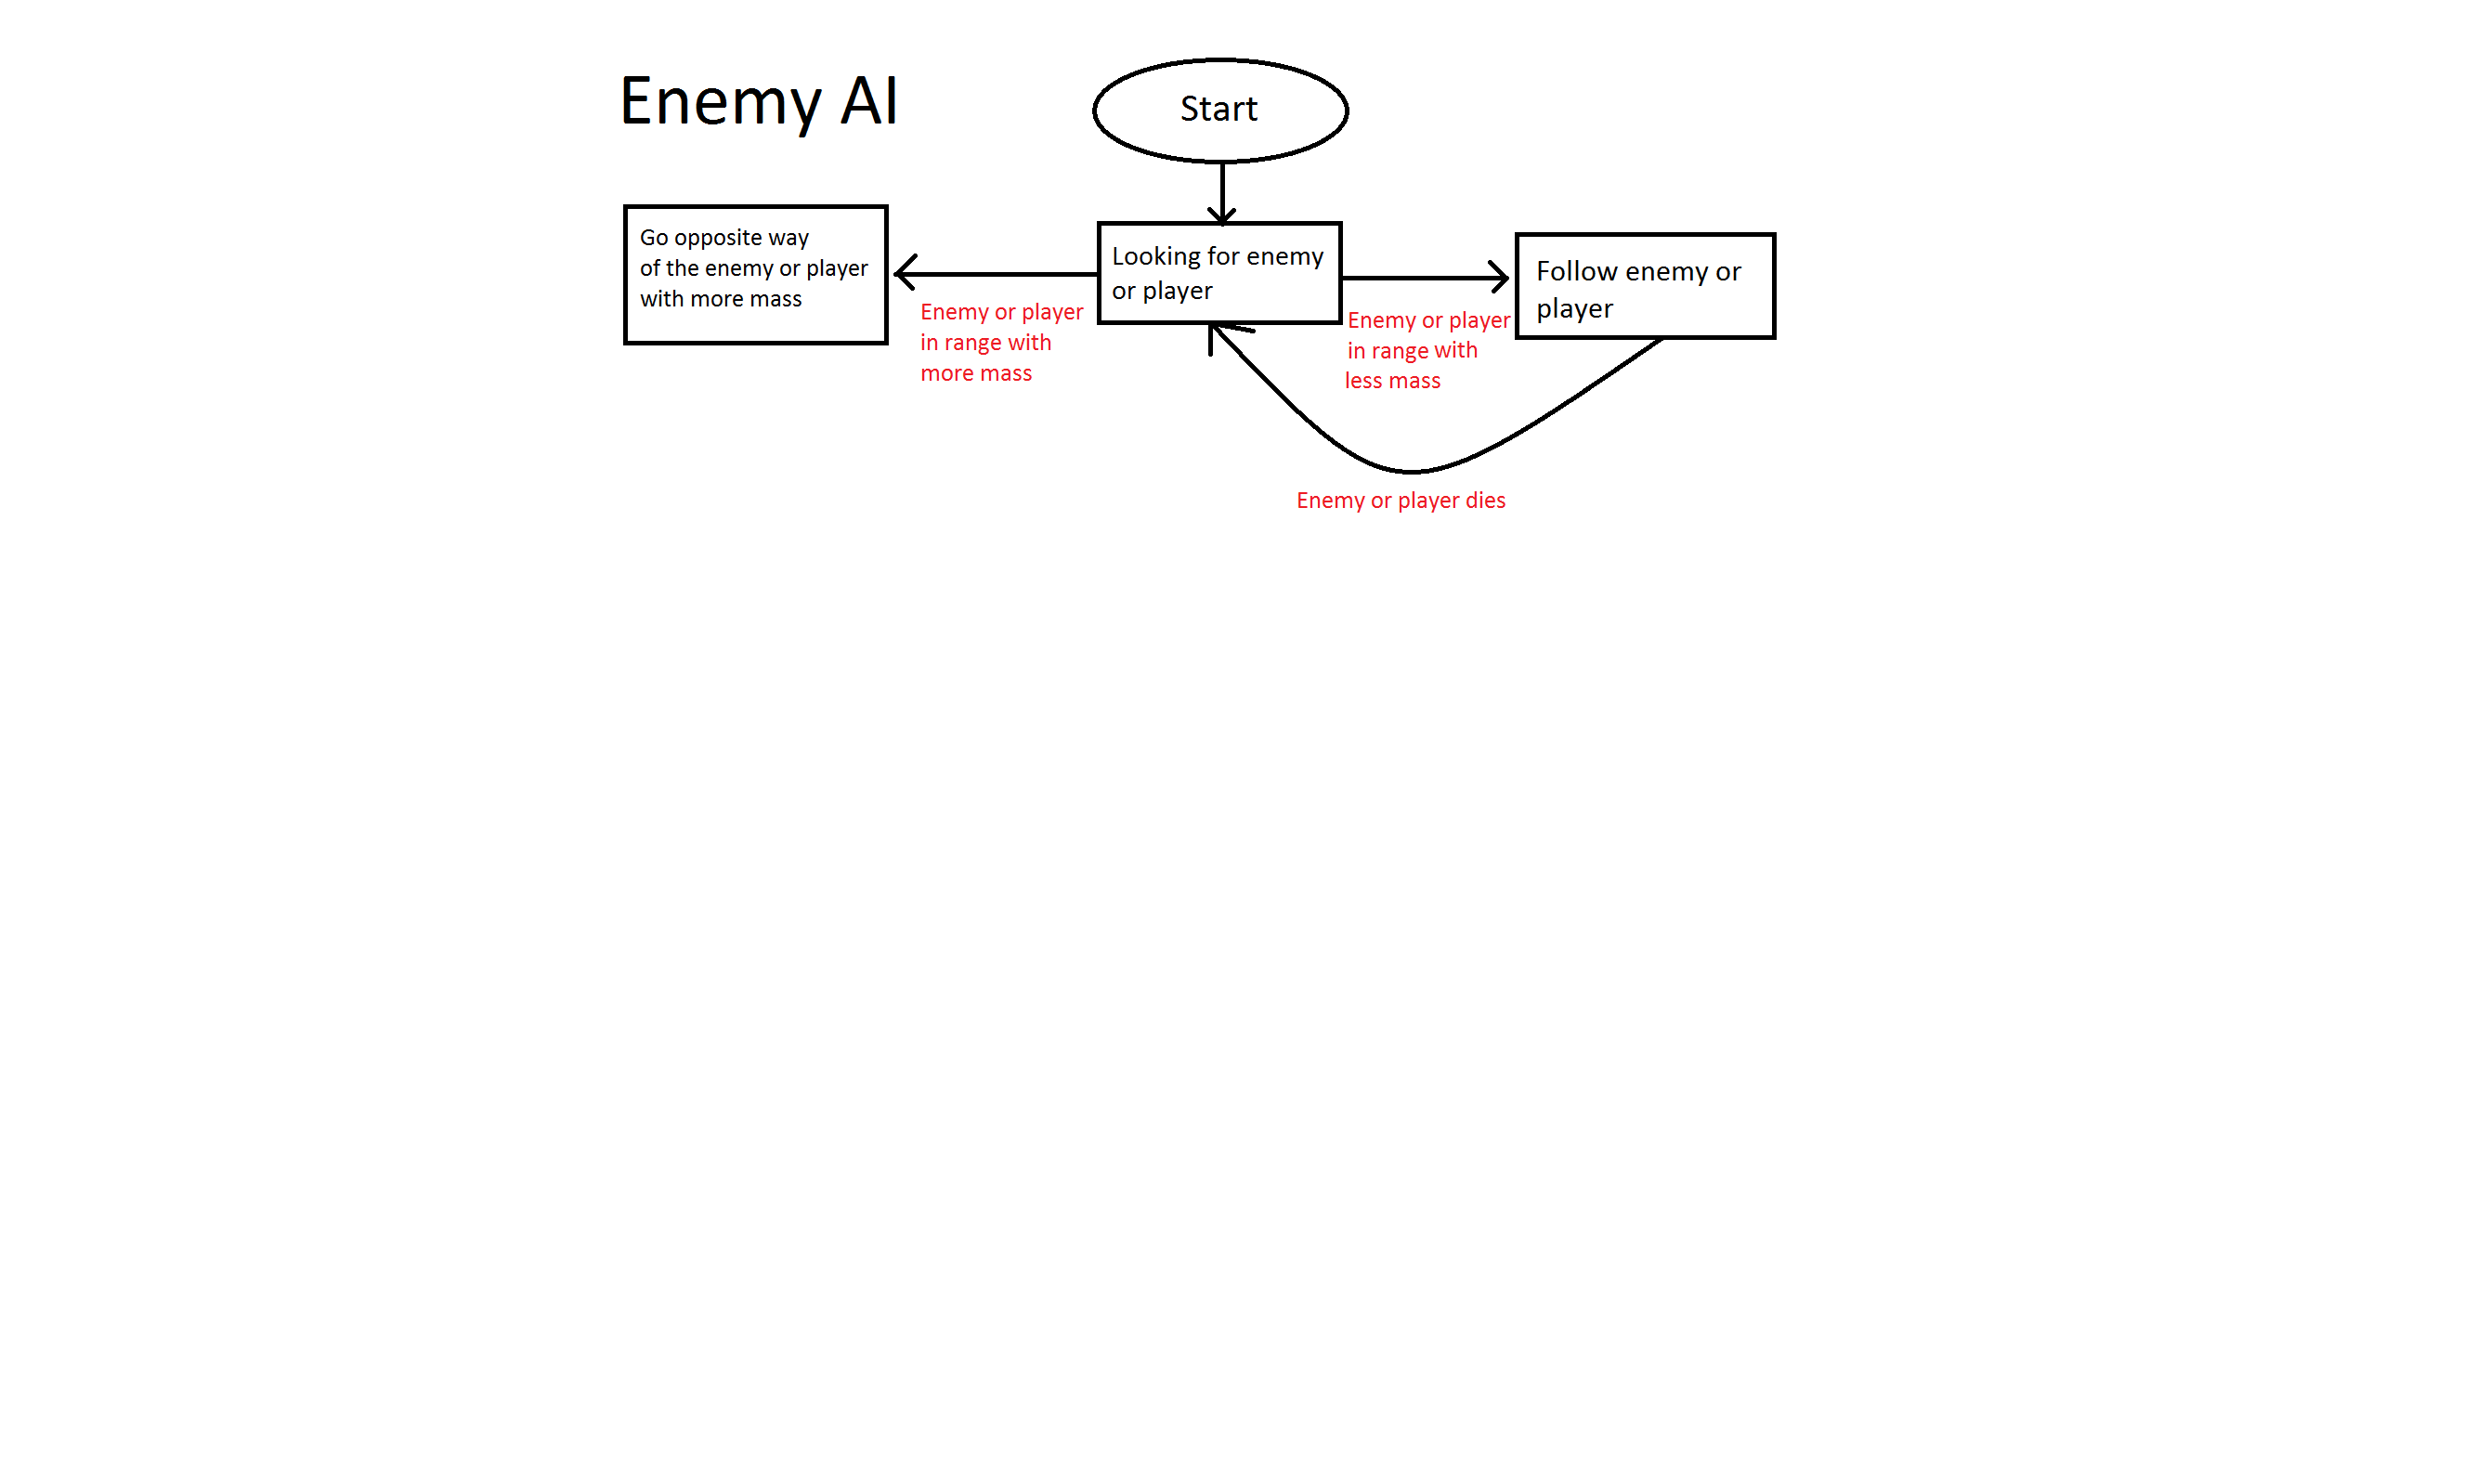 Enemy AI
Start
Go opposite way
of the enemy or player
with more mass
Looking for enemy
or player
Follow enemy or
player
Enemy or player
in range with
more mass
Enemy or player
in range with
less mass
Enemy or player dies